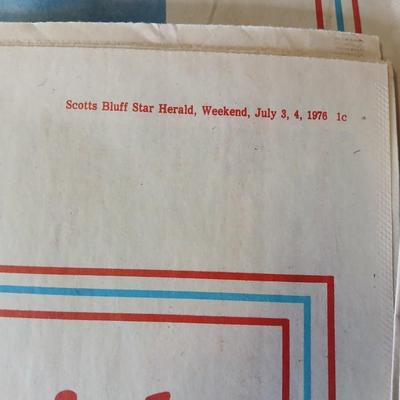 Scotts Bluff Star Herald, Weekend, July 3, 4, 1976 1c